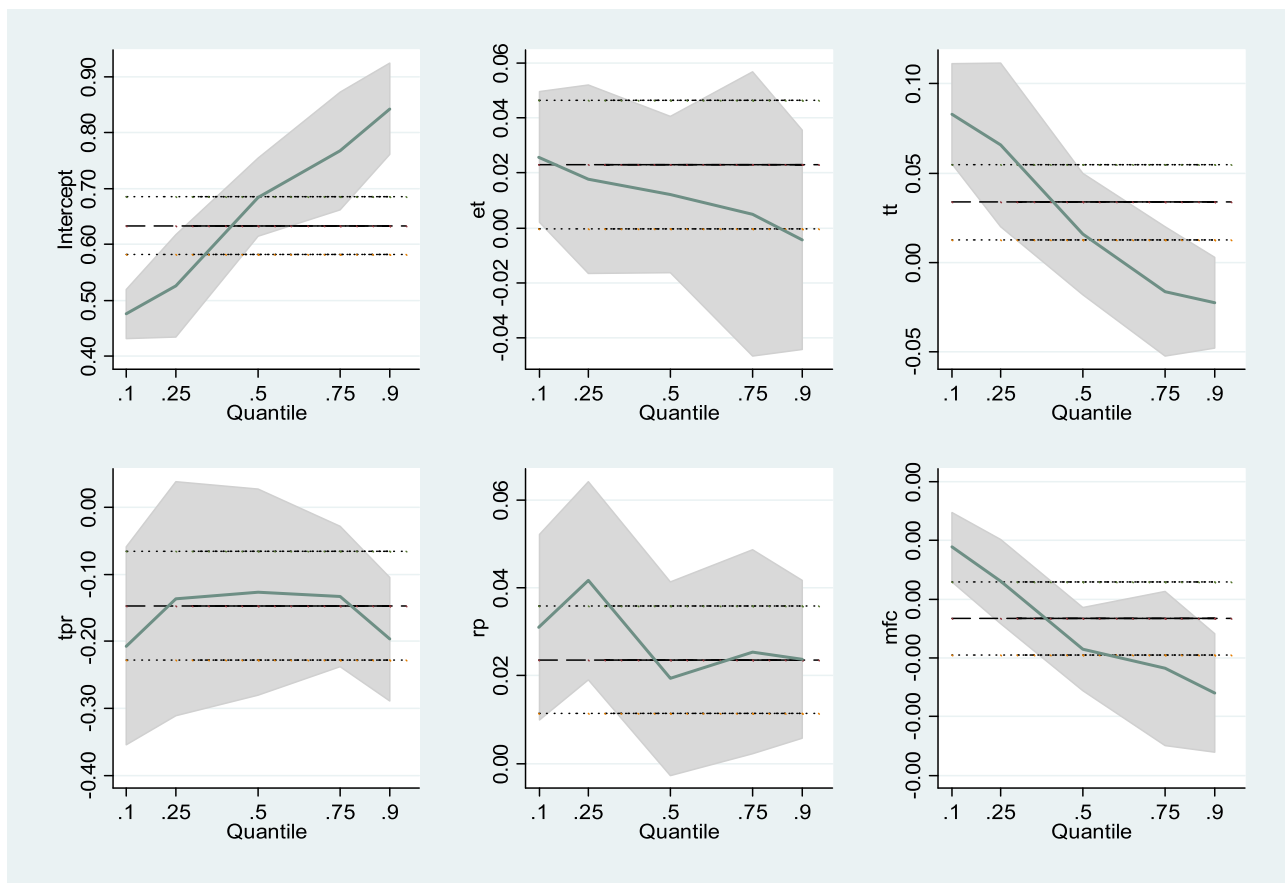 Intercept
0.90
0.80
0.70
0.60
0.50
0.40
.1 .25 .5 .75 .9
Quantile
et
0.06
0.04
0.02
0.00
-0.02
-0.04
.1 .25 .5 .75 .9
Quantile
tt
0.10
0.05
0.00
-0.05
.1 .25 .5 .75 .9
Quantile
tpr
0.00
-0.10
-0.20
-0.30
-0.40
.1 .25 .5 .75 .9
Quantile
rp
0.06
0.04
0.02
0.00
.1 .25 .5 .75 .9
Quantile
mfc
0.00
0.00
0.00
-0.00
-0.00
-0.00
.1 .25 .5 .75 .9
Quantile